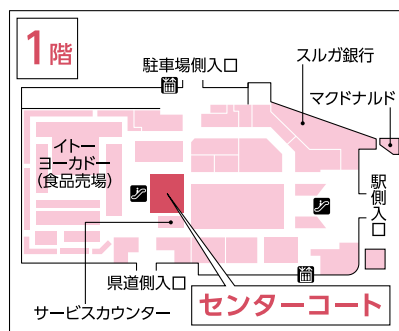 1階
駐車場側入口
スルガ銀行
マクドナルド
イトー
ヨーカドー
(食品売場)
駅側入口
県道側入口
サービスカウンター
センターコート